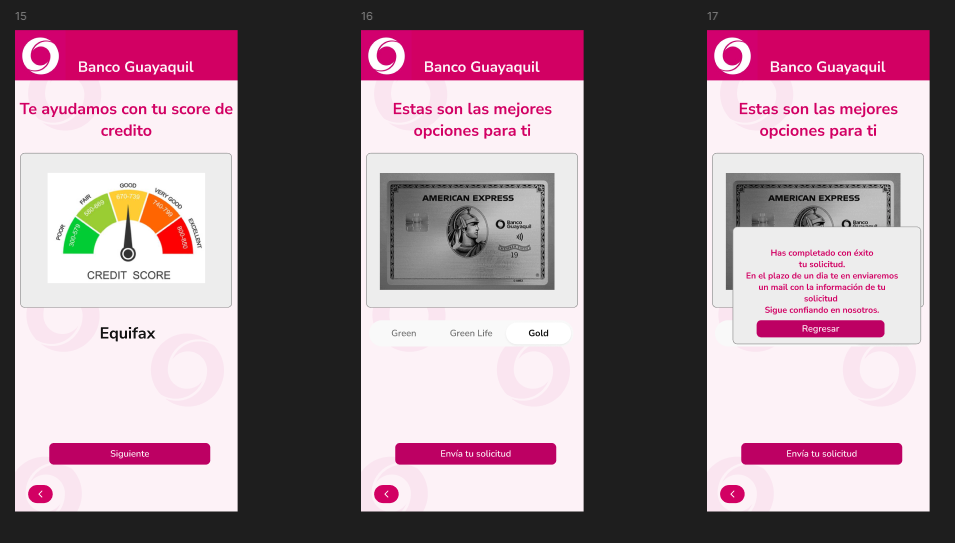 15
Banco Guayaquil
Te ayudamos con tu score de
credito
POOR
FAIR
GOOD
VERY GOOD
EXCELLENT
300-579
580-669
670-739
740-799
800-850
CREDIT SCORE
Equifax
Siguiente
16
Banco Guayaquil
Estas son las mejores
opciones para ti
AMERICAN EXPRESS
Banco
Guayaquil
19
Green
Green Life
Gold
Envía tu solicitud
17
Banco Guayaquil
Estas son las mejores
opciones para ti
AMERICAN EXPRESS
Banco
Has completado con éxito
tu solicitud.
En el plazo de un dia te en enviaremos
un mail con la información de tu
solicitud
Sigue confiando en nosotros.
Regresar
Envía tu solicitud